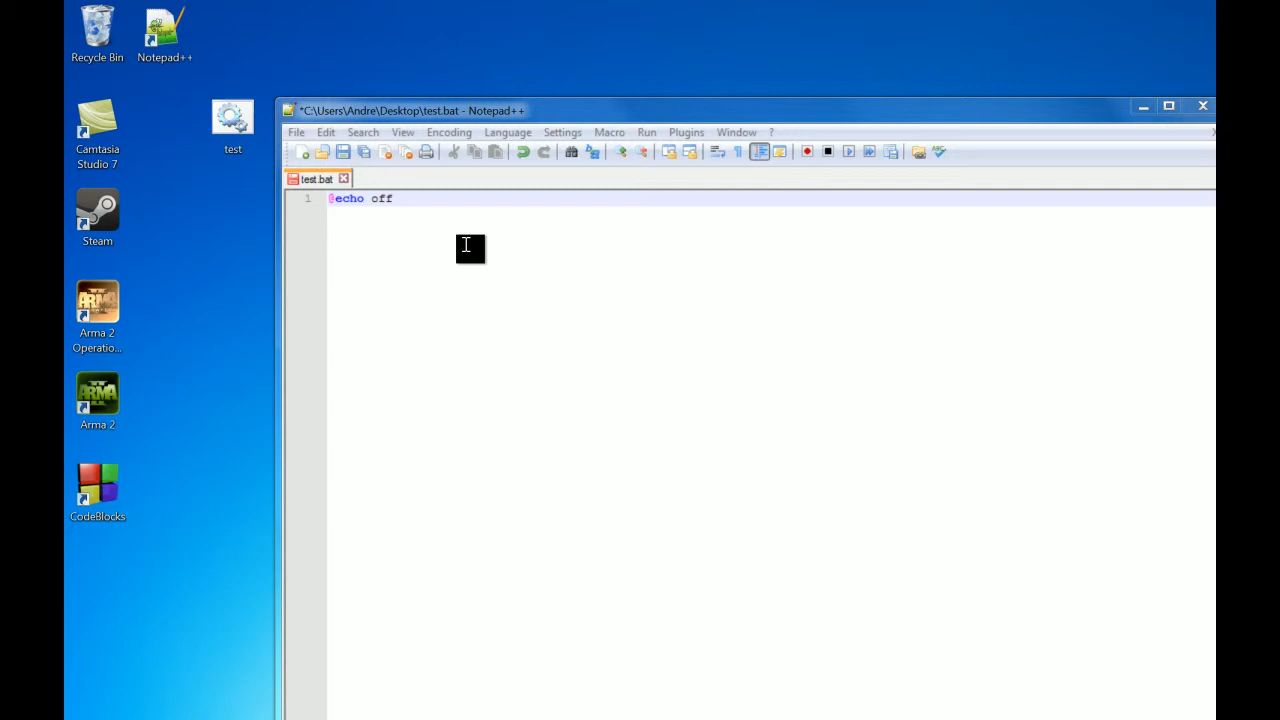 Recycle Bin
Notepad++
Camtasia
Studio 7
test
Steam
Arma 2
Operatio...
Arma 2
CodeBlocks
*C:\Users\Andre\Desktop\test.bat - Notepad++
File Edit Search View Encoding Language Settings Macro Run Plugins Window ? X
test.bat
1 @echo off